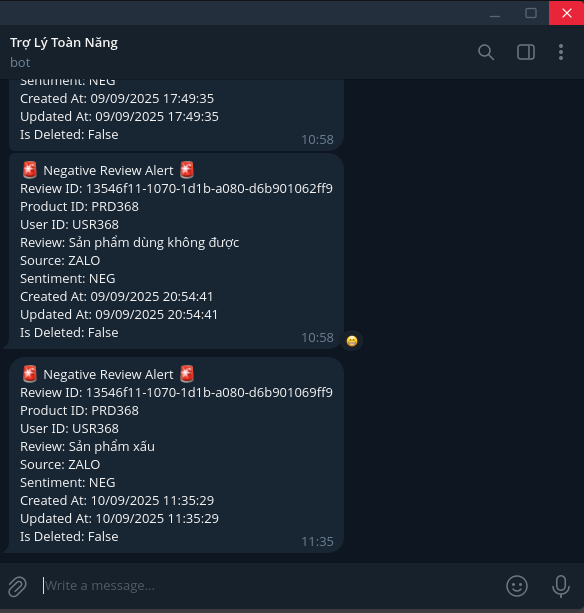 Trợ Lý Toàn Năng
bot
Sentiment: NEG
Created At: 09/09/2025 17:49:35
Updated At: 09/09/2025 17:49:35
Is Deleted: False
10:58
🚨 Negative Review Alert 🚨
Review ID: 13546f11-1070-1d1b-a080-d6b901062ff9
Product ID: PRD368
User ID: USR368
Review: Sản phẩm dùng không được
Source: ZALO
Sentiment: NEG
Created At: 09/09/2025 20:54:41
Updated At: 09/09/2025 20:54:41
Is Deleted: False
10:58
🚨 Negative Review Alert 🚨
Review ID: 13546f11-1070-1d1b-a080-d6b901069ff9
Product ID: PRD368
User ID: USR368
Review: Sản phẩm xấu
Source: ZALO
Sentiment: NEG
Created At: 10/09/2025 11:35:29
Updated At: 10/09/2025 11:35:29
Is Deleted: False
11:35
Write a message...